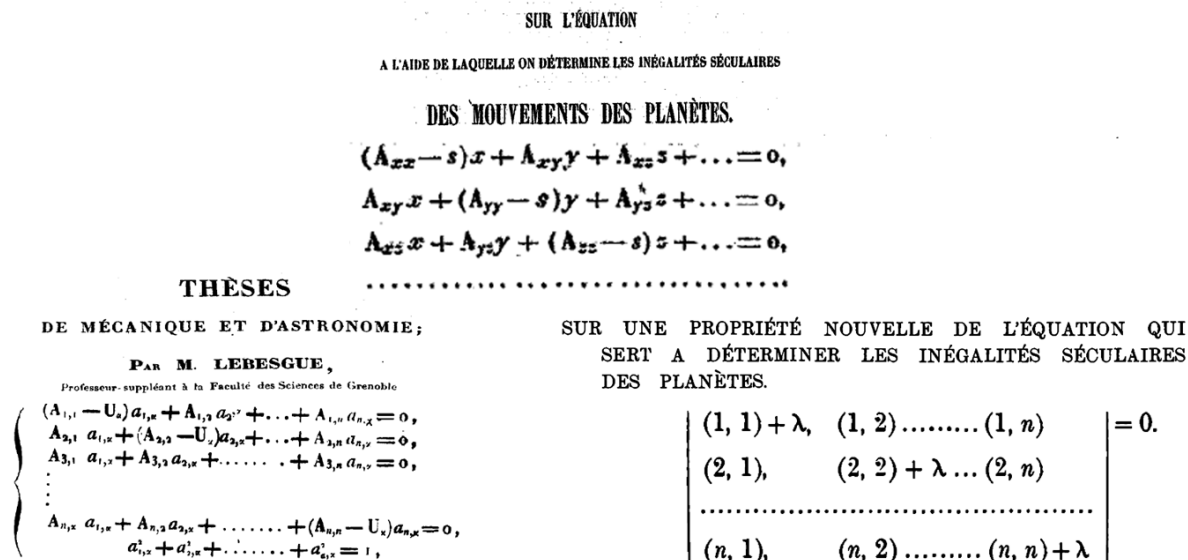 SUR L'ÉQUATION
A L'AIDE DE LAQUELLE ON DÉTERMINE LES INÉGALITÉS SÉCULAIRES
DES MOUVEMENTS DES PLANÈTES.
(A_{xx} — s) x + A_{xy} y + A_{xz} z + ... = 0,
A_{xy} x + (A_{yy} — s) y + A_{yz} z + ... = 0,
A_{xz} x + A_{yz} y + (A_{zz} — s) z + ... = 0,
........................................
THÈSES
DE MÉCANIQUE ET D'ASTRONOMIE;
PAR M. LEBESGUE,
Professeur-suppléant à la Faculté des Sciences de Grenoble
(A_{1,1} — U_x) a_{1,x} + A_{1,2} a_{2,x} + ... + A_{1,n} a_{n,x} = 0,
A_{2,1} a_{1,x} + (A_{2,2} — U_x) a_{2,x} + ... + A_{2,n} a_{n,x} = 0,
A_{3,1} a_{1,x} + A_{3,2} a_{2,x} + ....... + A_{3,n} a_{n,x} = 0,
A_{n,x} a_{1,x} + A_{n,2} a_{2,x} + ........ + (A_{n,n} — U_x) a_{n,x} = 0,
a²_{1,x} + a²_{2,x} + ....... + a²_{n,x} = 1,
SUR UNE PROPRIÉTÉ NOUVELLE DE L'ÉQUATION QUI
SERT A DÉTERMINER LES INÉGALITÉS SÉCULAIRES
DES PLANÈTES.
(1, 1) + λ, (1, 2) ......... (1, n) = 0.
(2, 1), (2, 2) + λ ... (2, n)
........................................
(n, 1), (n, 2) ......... (n, n) + λ